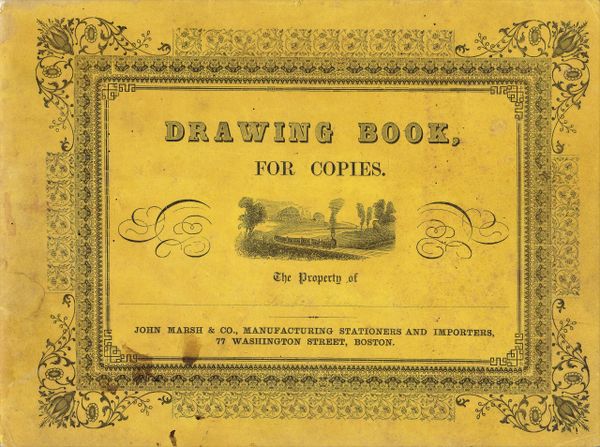 DRAWING BOOK,
FOR COPIES.
The Property of
JOHN MARSH & CO., MANUFACTURING STATIONERS AND IMPORTERS,
77 WASHINGTON STREET, BOSTON.